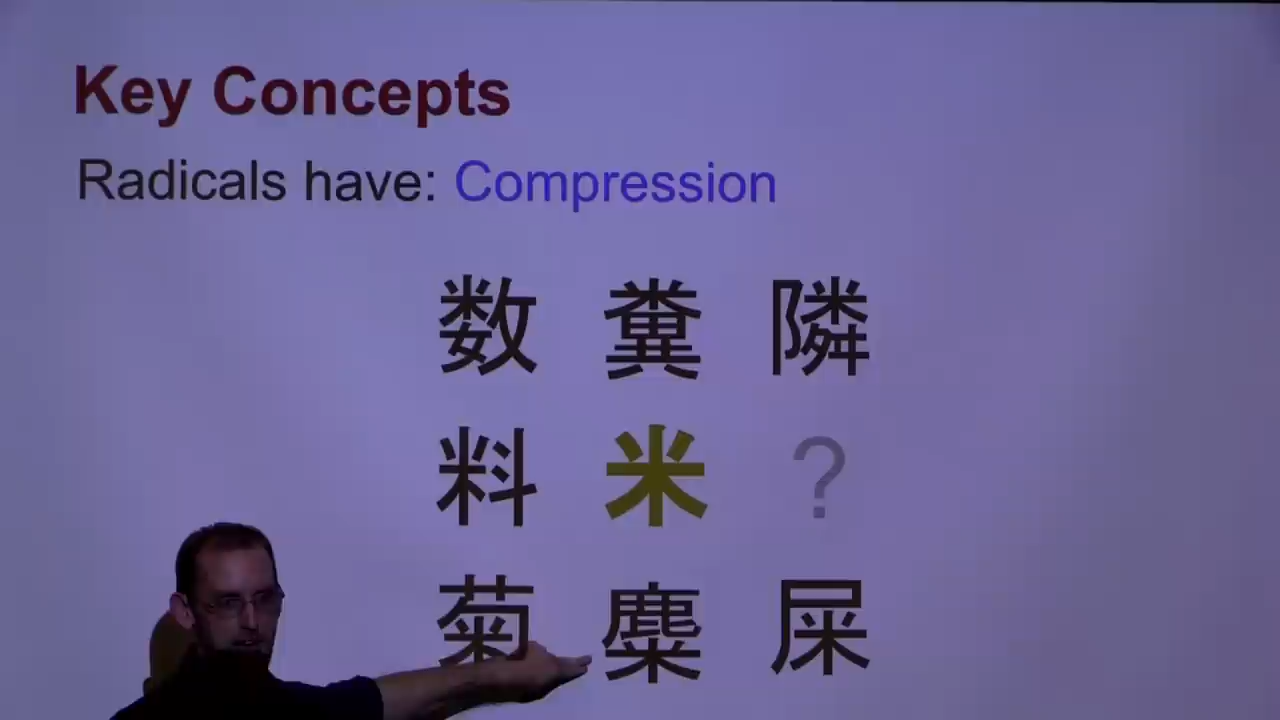 Key Concepts
Radicals have: Compression
数 糞 隣
料 米 ?
菊 麋 屎